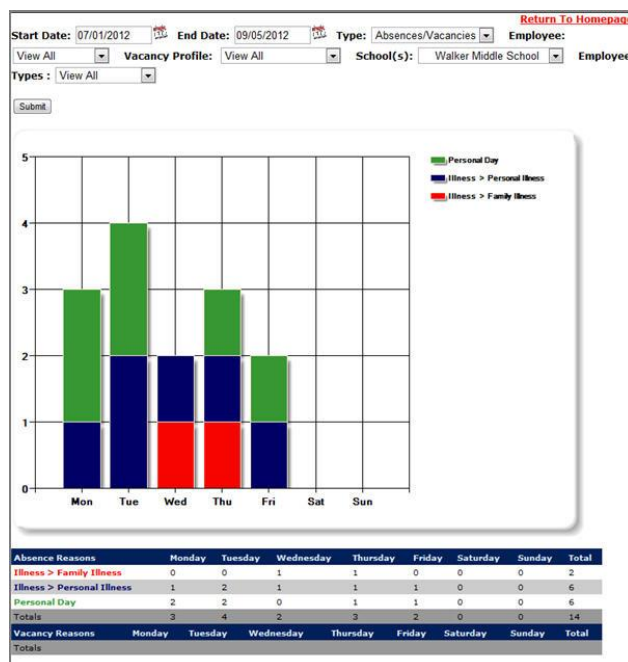 Return To Homepag
Start Date: 07/01/2012 End Date: 09/05/2012 Type: Absences/Vacancies Employee:
View All Vacancy Profile: View All School(s): Walker Middle School Employee
Types : View All
Submit
5
4
3
2
1
0
Mon Tue Wed Thu Fri Sat Sun
Personal Day
Illness > Personal Illness
Illness > Family Illness
Absence Reasons Monday Tuesday Wednesday Thursday Friday Saturday Sunday Total
Illness > Family Illness 0 0 1 1 0 0 0 2
Illness > Personal Illness 1 2 1 1 1 0 0 6
Personal Day 2 2 0 1 1 0 0 6
Totals 3 4 2 3 2 0 0 14
Vacancy Reasons Monday Tuesday Wednesday Thursday Friday Saturday Sunday Total
Totals